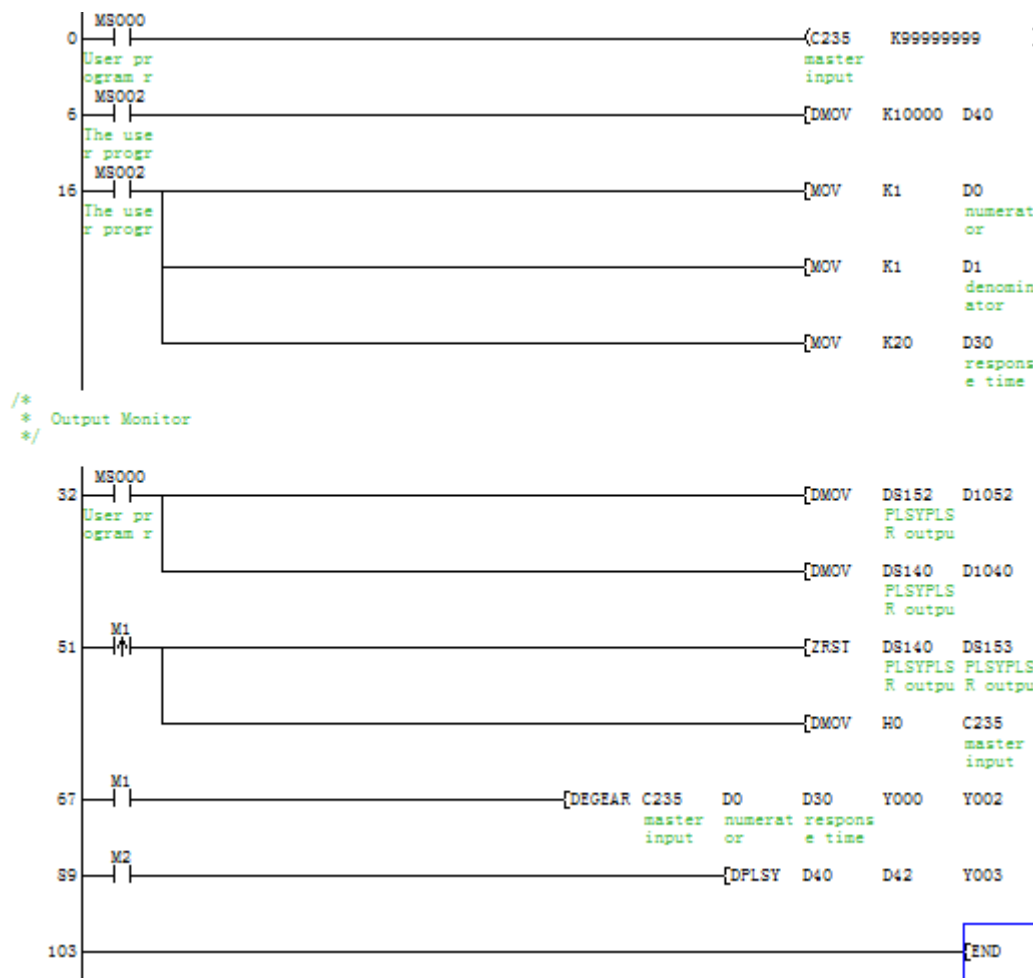 MS000
0 (C235 K99999999
User pr master
ogram r input
MS002
6 [DMOV K10000 D40
The use
r progr
MS002
16 [MOV K1 D0
The use numerat
r progr or
[MOV K1 D1
denomin
ator
[MOV K20 D30
respons
e time
/*
* Output Monitor
*/
MS000
32 [DMOV DS152 D1052
User pr PLSYPLS
ogram r R outpu
[DMOV DS140 D1040
PLSYPLS
R outpu
M1
51 [ZRST DS140 DS153
PLSYPLS PLSYPLS
R outpu R outpu
[DMOV H0 C235
master
input
M1
67 [DEGEAR C235 D0 D30 Y000 Y002
master numerat respons
input or e time
M2
89 [DPLSY D40 D42 Y003
103 [END